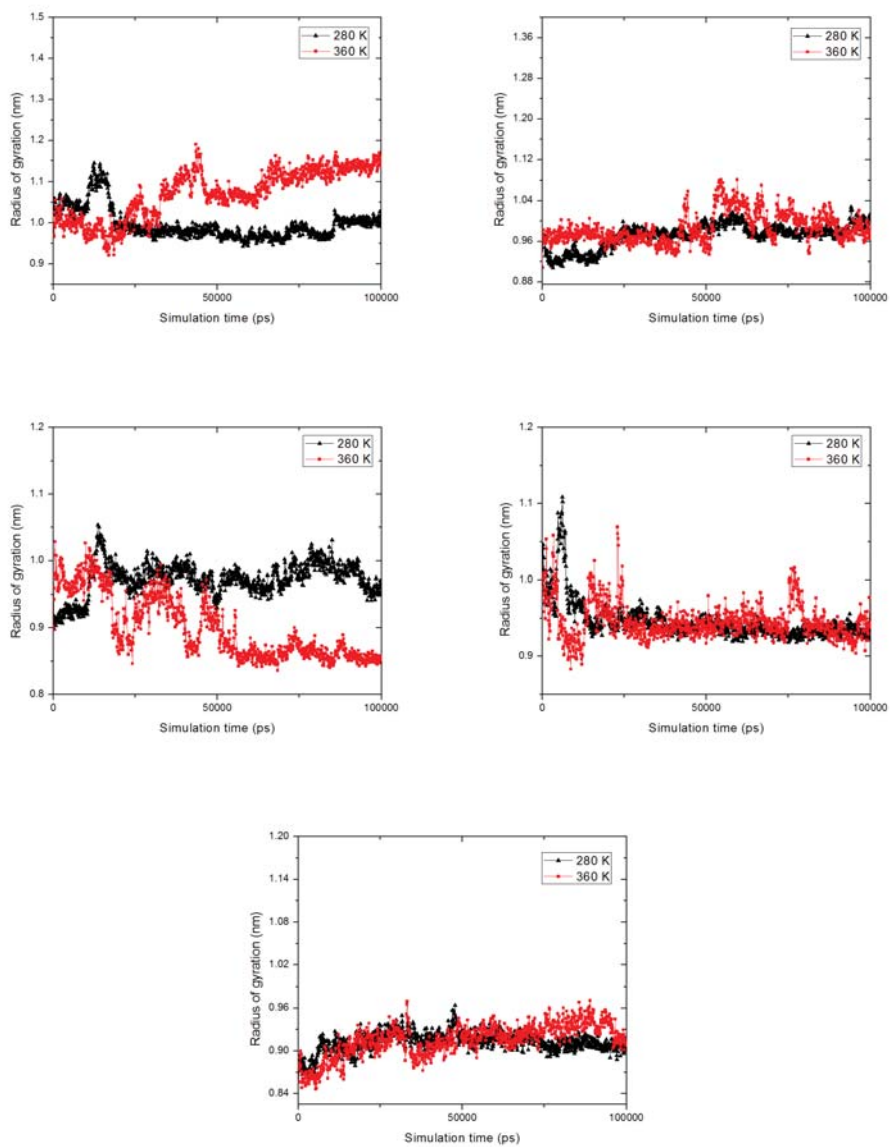 1.5
1.4
1.3
1.2
1.1
1.0
0.9
Radius of gyration (nm)
280 K
360 K
0
50000
100000
Simulation time (ps)
1.36
1.28
1.20
1.12
1.04
0.96
0.88
Radius of gyration (nm)
280 K
360 K
0
50000
100000
Simulation time (ps)
1.2
1.1
1.0
0.9
0.8
Radius of gyration (nm)
280 K
360 K
0
50000
100000
Simulation time (ps)
1.2
1.1
1.0
0.9
Radius of gyration (nm)
280 K
360 K
0
50000
100000
Simulation time (ps)
1.20
1.14
1.08
1.02
0.96
0.90
0.84
Radius of gyration (nm)
280 K
360 K
0
50000
100000
Simulation time (ps)